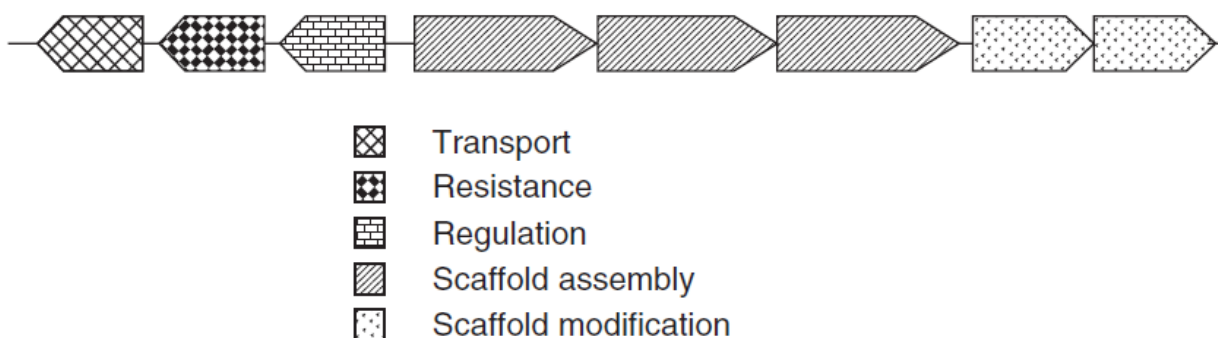 Transport
Resistance
Regulation
Scaffold assembly
Scaffold modification